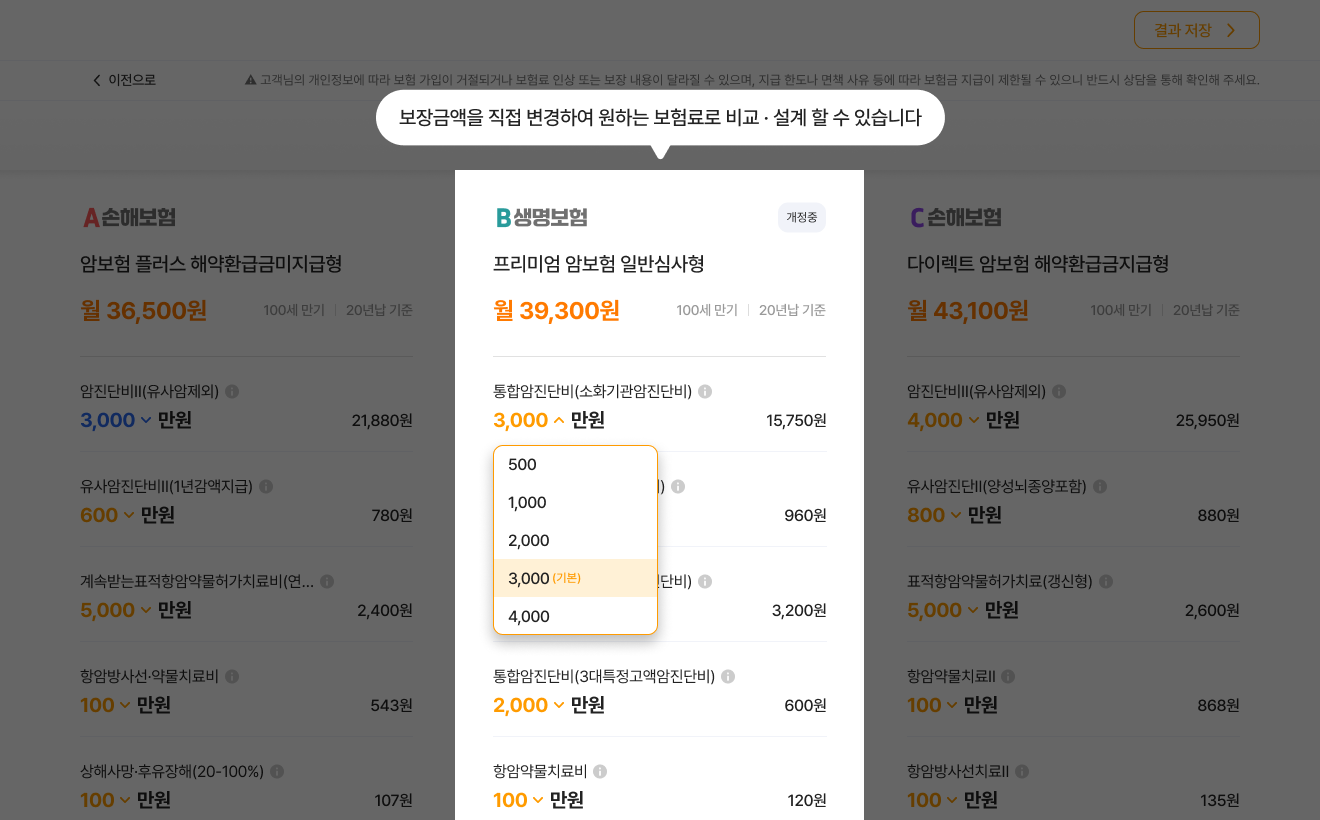 결과 저장
이전으로
고객님의 개인정보에 따라 보험 가입이 거절되거나 보험료 인상 또는 보장 내용이 달라질 수 있으며, 지급 한도나 면책 사유 등에 따라 보험금 지급이 제한될 수 있으니 반드시 상담을 통해 확인해 주세요.
보장금액을 직접 변경하여 원하는 보험료로 비교 · 설계 할 수 있습니다
A손해보험
암보험 플러스 해약환급금미지급형
월 36,500원
100세 만기 | 20년납 기준
암진단비II(유사암제외)
3,000 만원 21,880원
유사암진단비II(1년감액지급)
600 만원 780원
계속받는표적항암약물허가치료비(연...
5,000 만원 2,400원
항암방사선·약물치료비
100 만원 543원
상해사망·후유장해(20-100%)
100 만원 107원
B생명보험
개정중
프리미엄 암보험 일반심사형
월 39,300원
100세 만기 | 20년납 기준
통합암진단비(소화기관암진단비)
3,000 만원 15,750원
500
1,000
2,000
3,000 (기본)
4,000
)
960원
단비)
3,200원
통합암진단비(3대특정고액암진단비)
2,000 만원 600원
항암약물치료비
100 만원 120원
C손해보험
다이렉트 암보험 해약환급금지급형
월 43,100원
100세 만기 | 20년납 기준
암진단비II(유사암제외)
4,000 만원 25,950원
유사암진단II(양성뇌종양포함)
800 만원 880원
표적항암약물허가치료(갱신형)
5,000 만원 2,600원
항암약물치료II
100 만원 868원
항암방사선치료II
100 만원 135원